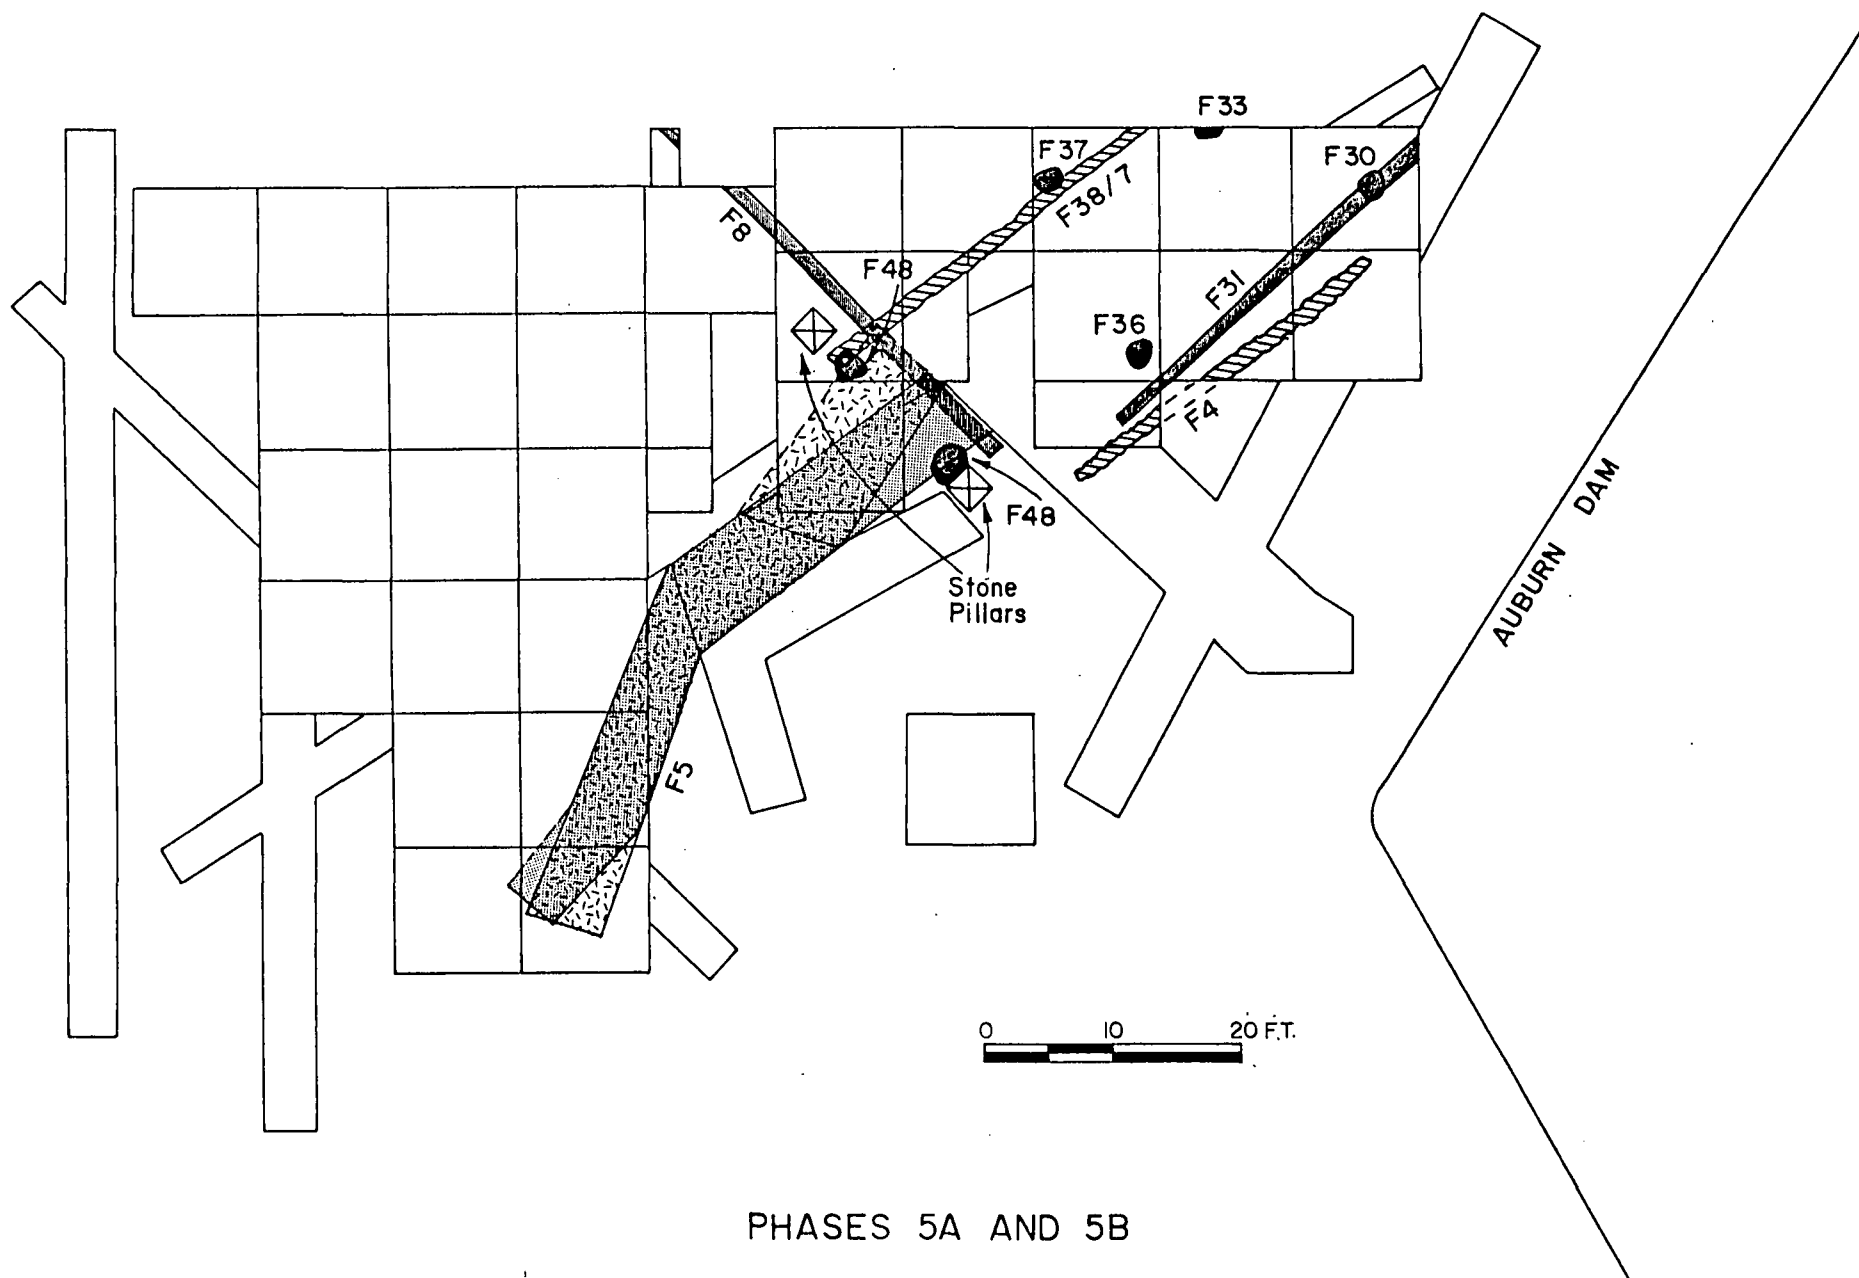 F33
F37
F30
F38/7
F8
F48
F31
F36
F4
AUBURN DAM
F48
Stone
Pillars
F5
0 10 20 FT.
PHASES 5A AND 5B